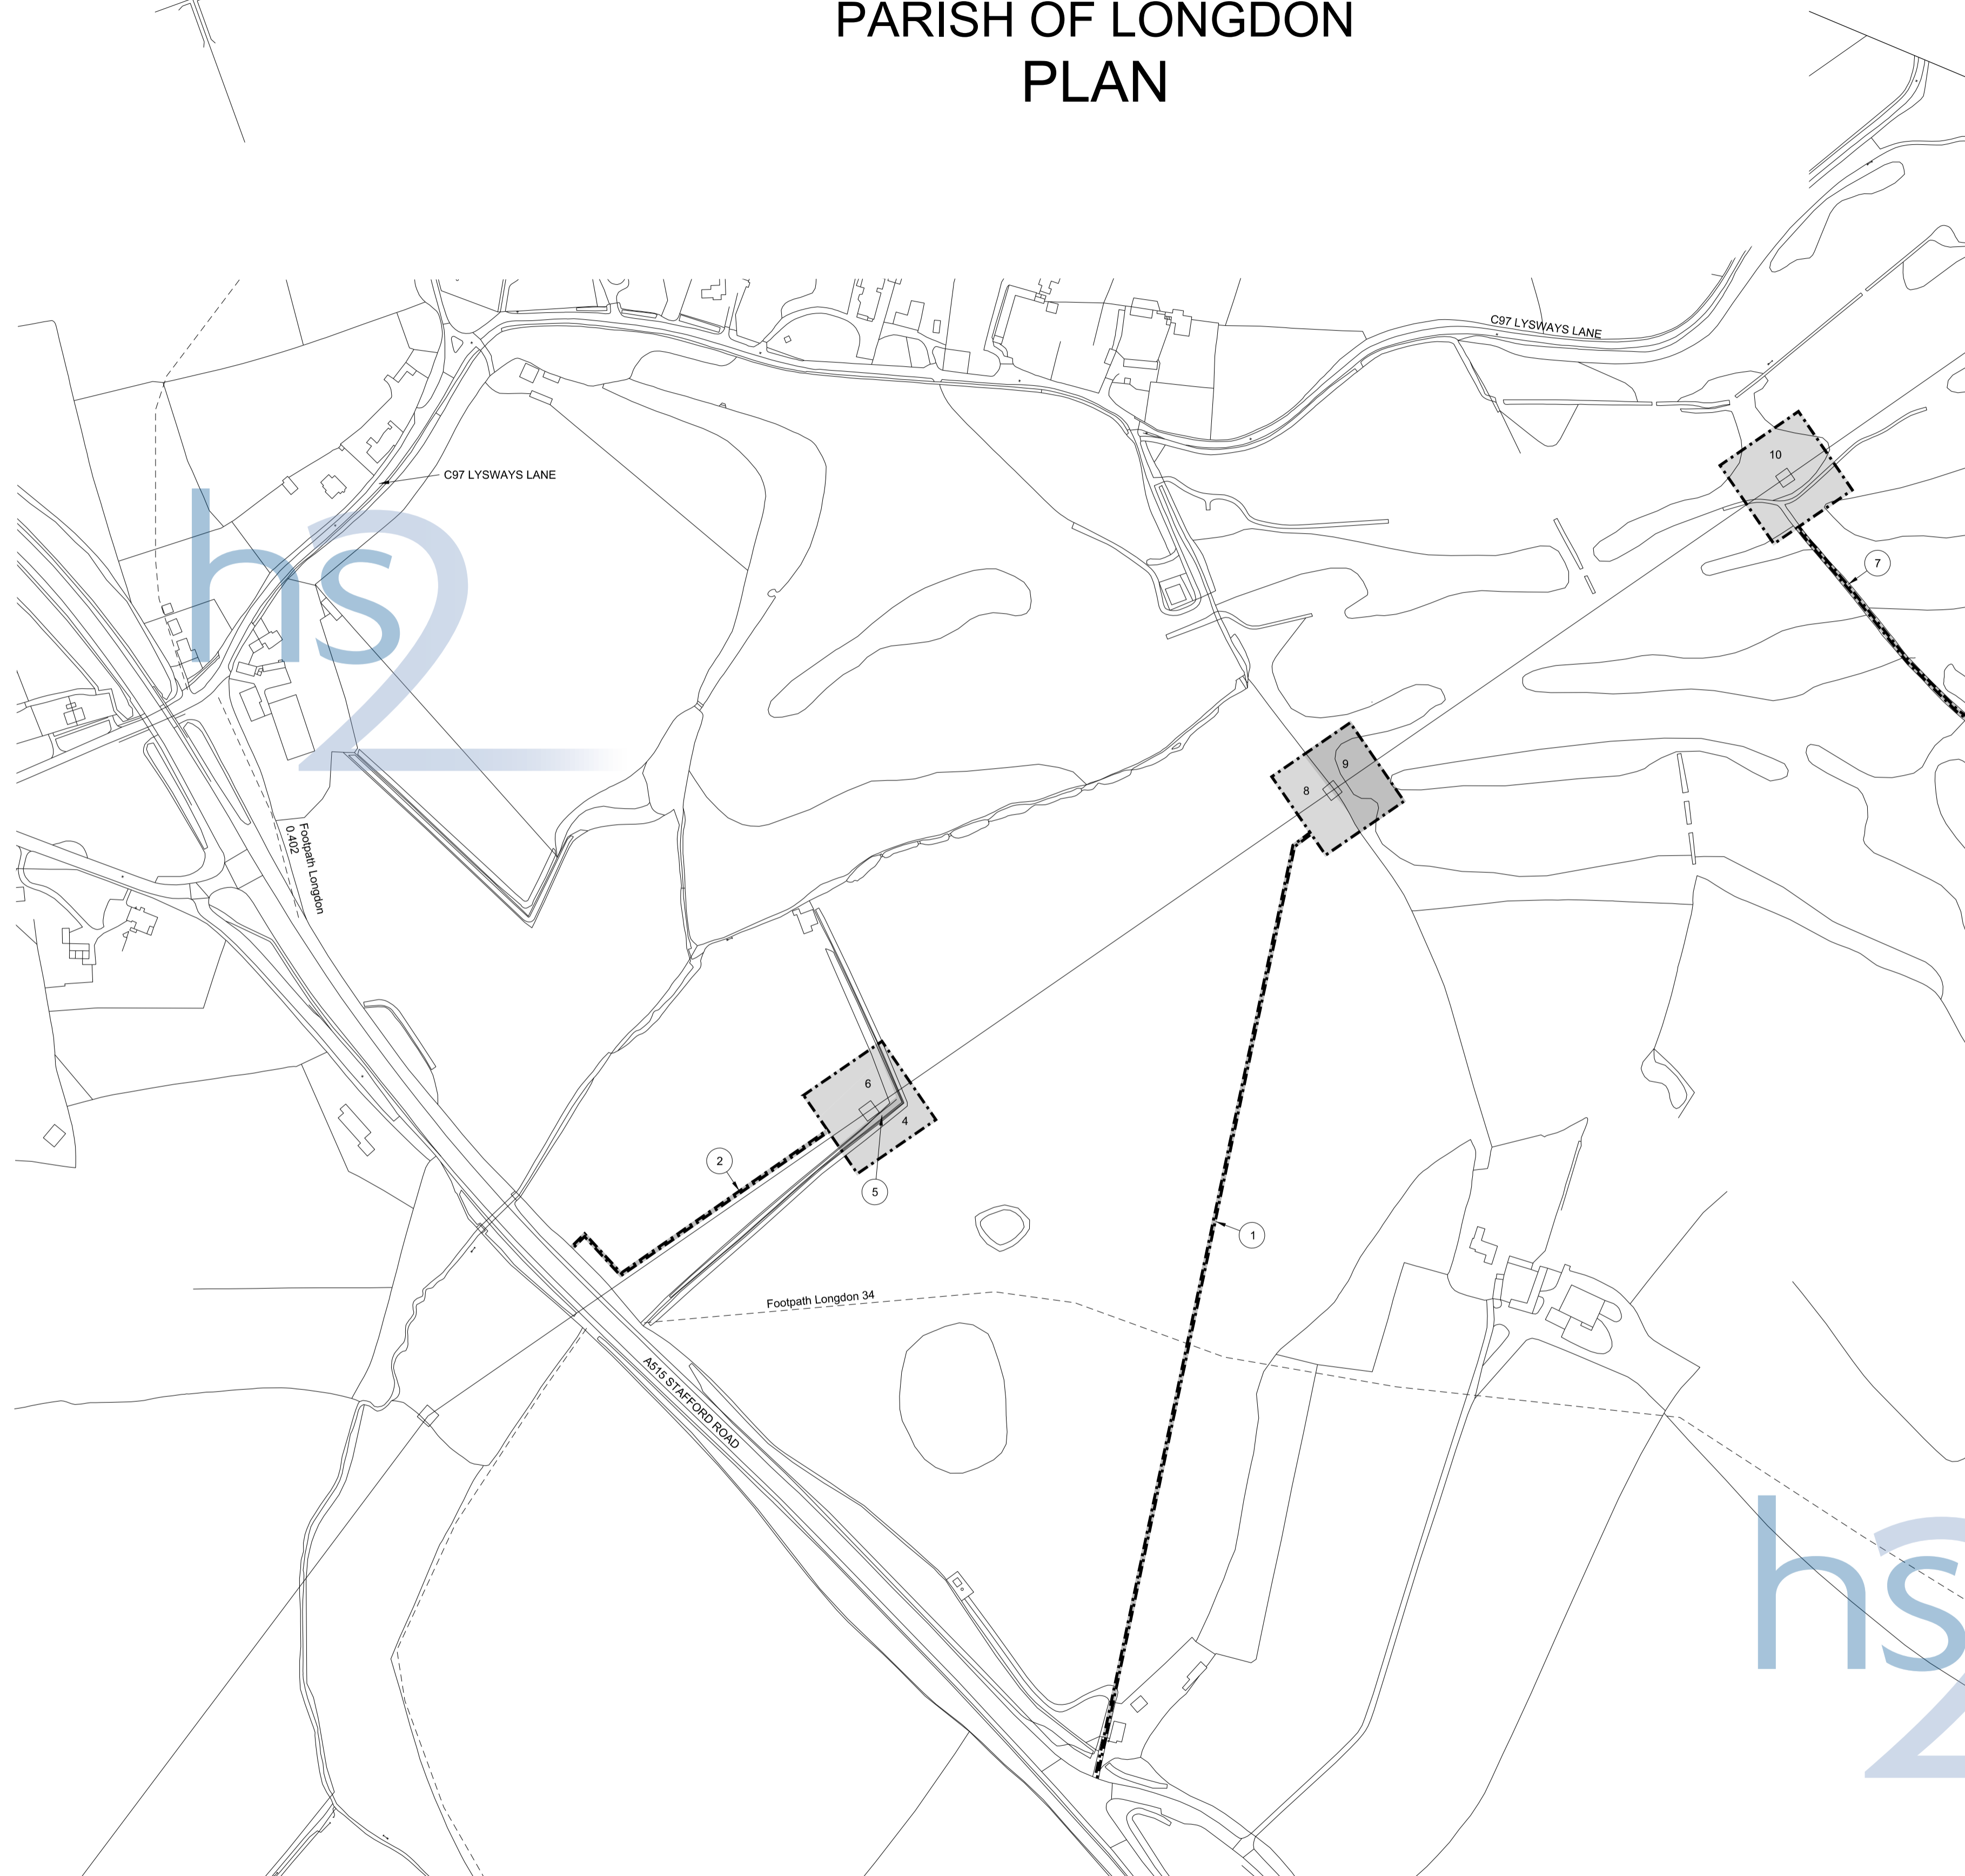 PARISH OF LONGDON
PLAN
C97 LYSWAYS LANE
C97 LYSWAYS LANE
10
7
hs2
9
8
Footpath Longdon
0.402
6
4
2
5
1
Footpath Longdon 34
A515 STAFFORD ROAD
hs2